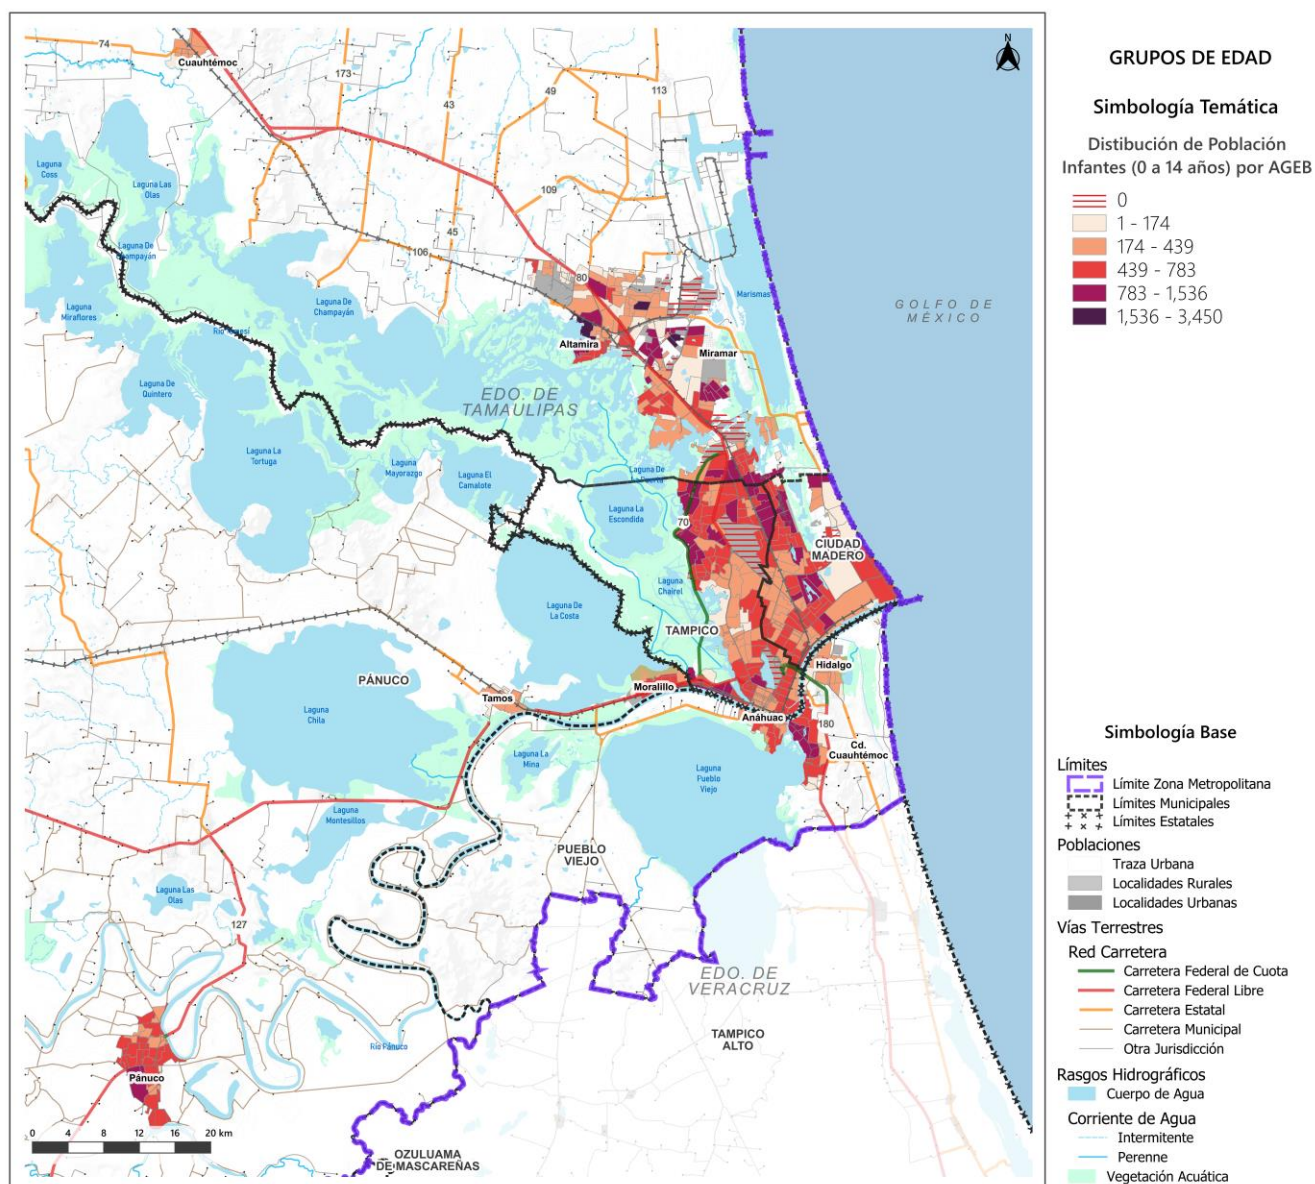 74
Cuauhtémoc
173
43
49
113
N
Laguna
Coss
Laguna Las
Olas
109
45
106
Laguna De
Champayán
80
Laguna
Miraflores
Laguna De
Champayán
Marismas
GOLFO DE
MÉXICO
Altamira
Miramar
Laguna De
Quintero
EDO. DE
TAMAULIPAS
Laguna La
Tortuga
Laguna
Mayorazgo
Laguna El
Camalote
Laguna De
Laguna La
Escondida
70
CIUDAD
MADERO
Laguna
Chairel
Laguna De
La Costa
TAMPICO
PÁNUCO
Hidalgo
Moralillo
Tamos
Laguna
Chila
Anáhuac
180
Cd.
Cuauhtémoc
Laguna La
Mina
Laguna
Pueblo
Viejo
Laguna
Montesillos
PUEBLO
VIEJO
Laguna Las
Olas
127
EDO. DE
VERACRUZ
Río Pánuco
TAMPICO
ALTO
Pánuco
0 4 8 12 16 20 km
OZULUAMA
DE MASCAREÑAS
GRUPOS DE EDAD
Simbología Temática
Distibución de Población
Infantes (0 a 14 años) por AGEB
0
1 - 174
174 - 439
439 - 783
783 - 1,536
1,536 - 3,450
Simbología Base
Límites
Límite Zona Metropolitana
Límites Municipales
Límites Estatales
Poblaciones
Traza Urbana
Localidades Rurales
Localidades Urbanas
Vías Terrestres
Red Carretera
Carretera Federal de Cuota
Carretera Federal Libre
Carretera Estatal
Carretera Municipal
Otra Jurisdicción
Rasgos Hidrográficos
Cuerpo de Agua
Corriente de Agua
Intermitente
Perenne
Vegetación Acuática